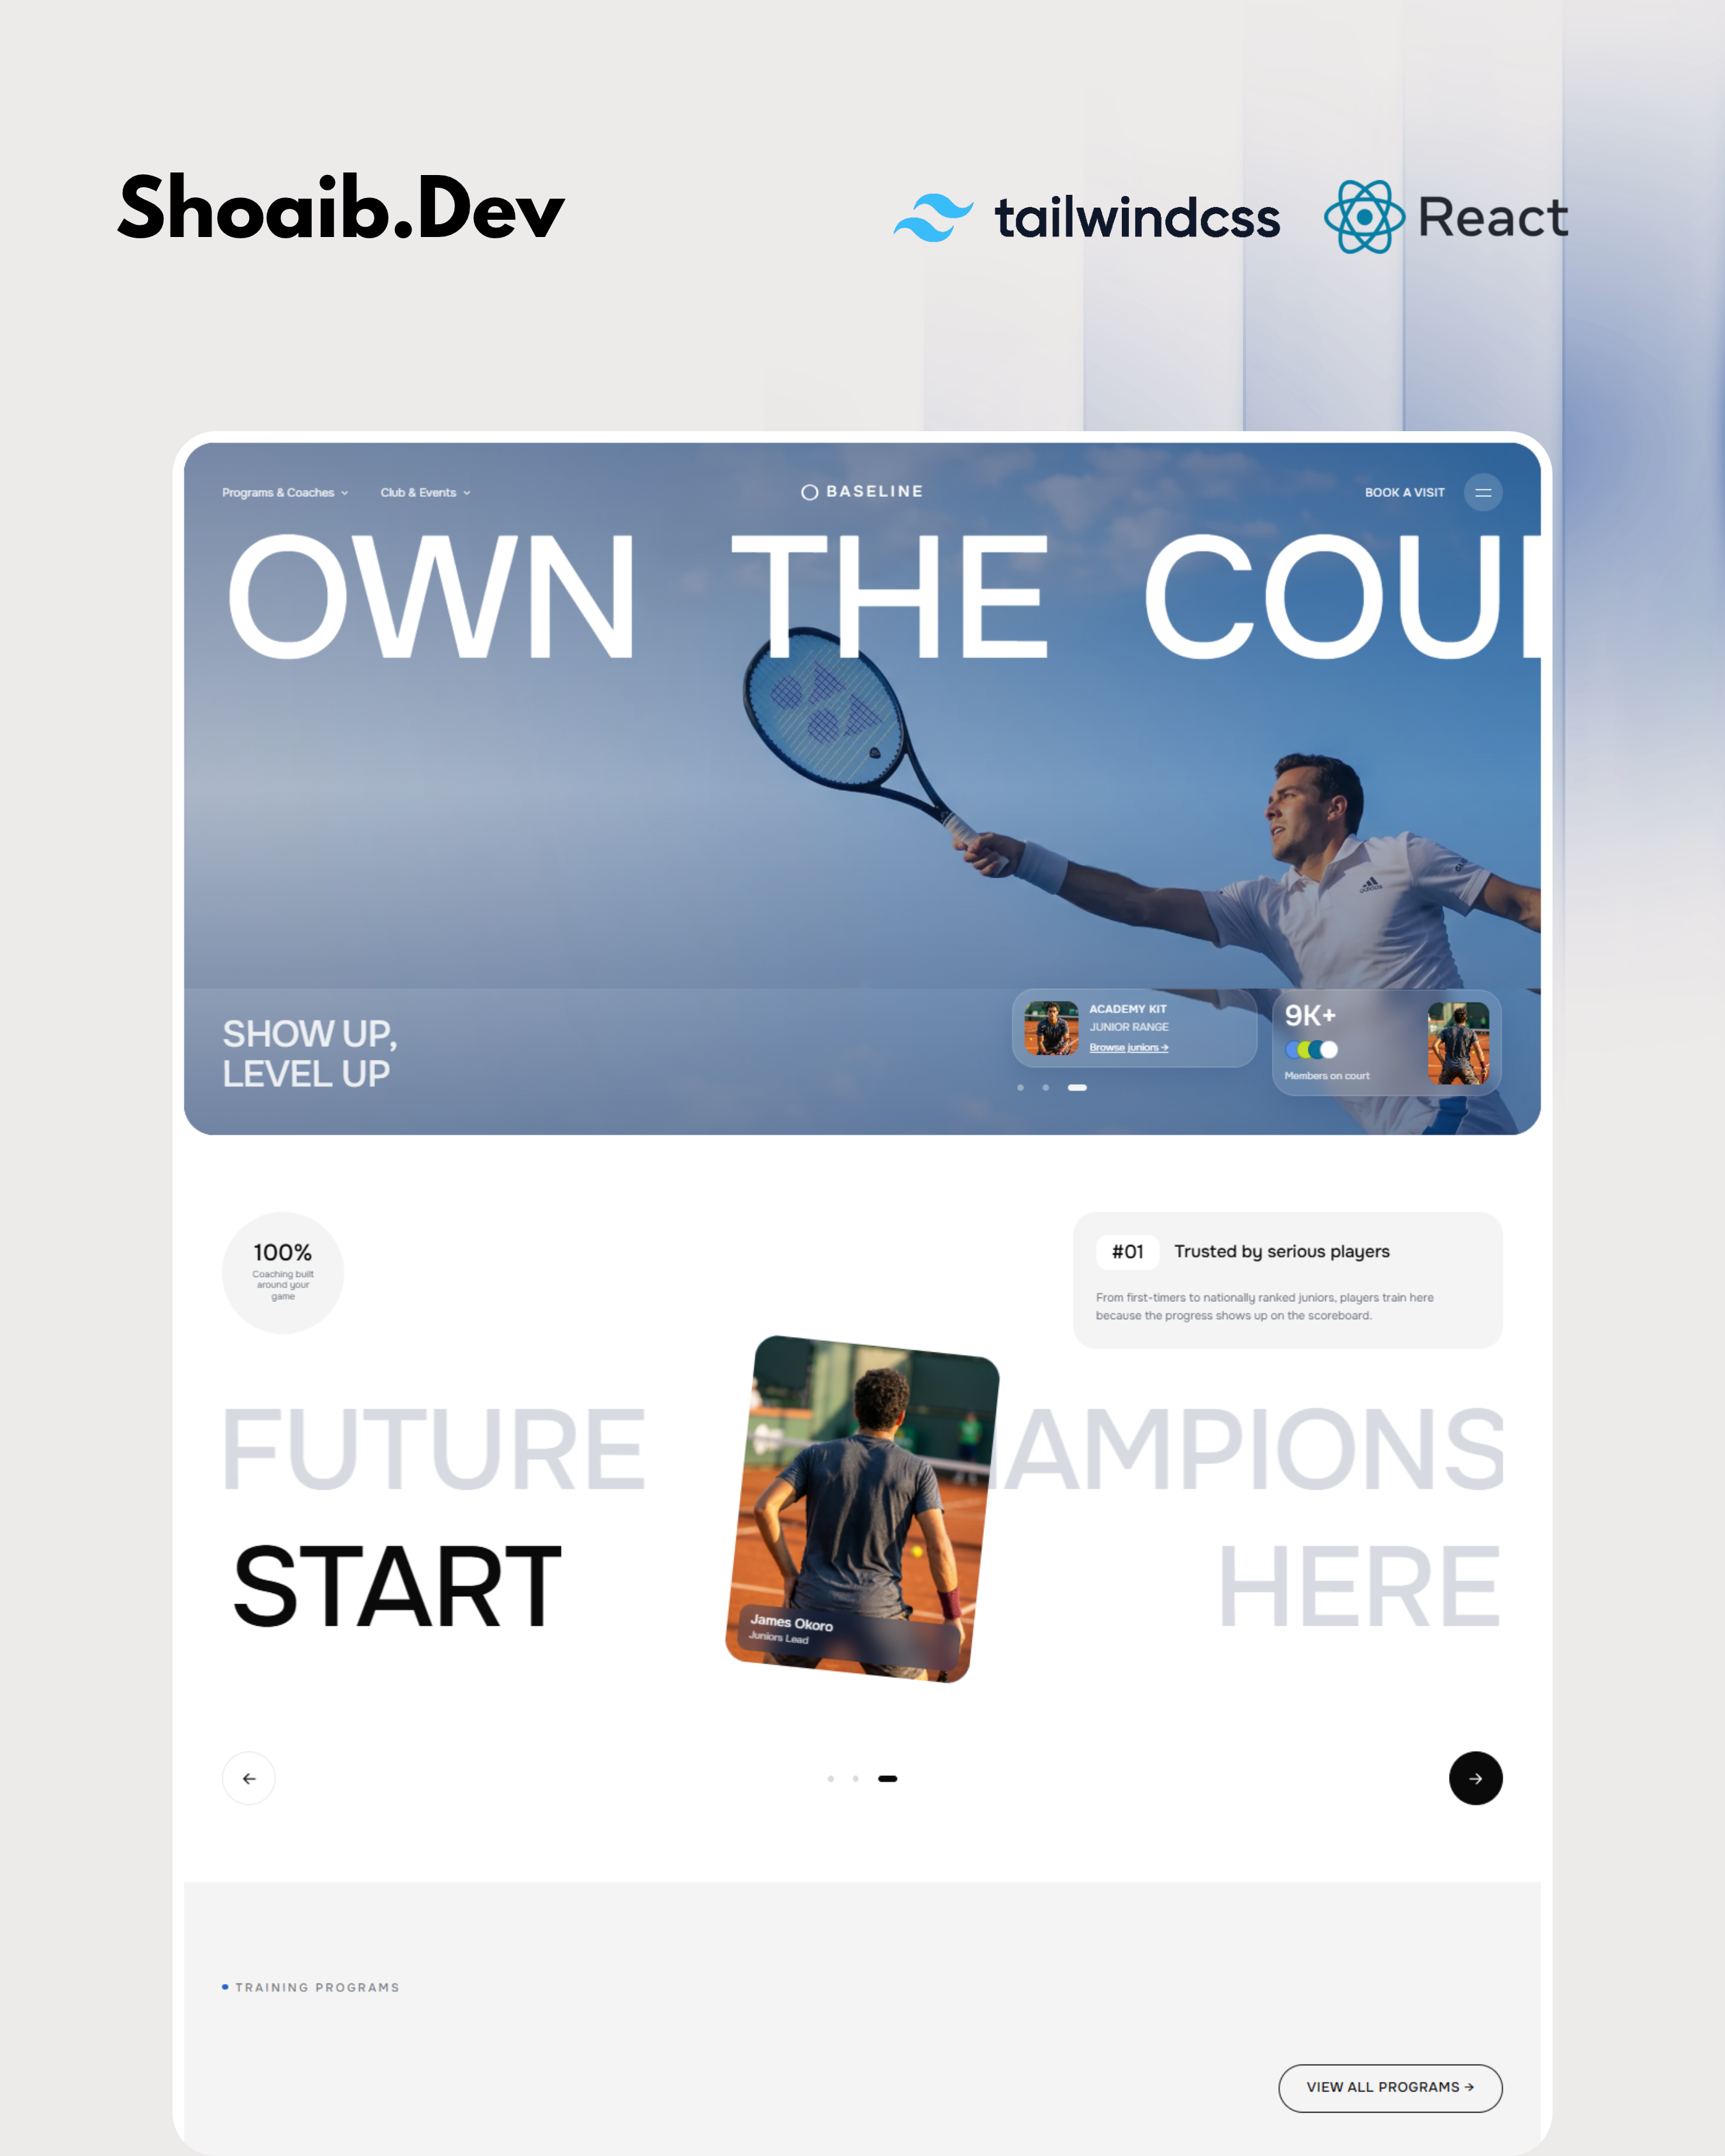 Shoaib.Dev
tailwindcss
React
Programs & Coaches
Club & Events
BASELINE
BOOK A VISIT
OWN THE COU
SHOW UP,
LEVEL UP
ACADEMY KIT
JUNIOR RANGE
Browse juniors →
9K+
Members on court
100%
Coaching built
around your
game
#01 Trusted by serious players
From first-timers to nationally ranked juniors, players train here
because the progress shows up on the scoreboard.
FUTURE HAMPIONS
START HERE
James Okoro
Juniors Lead
TRAINING PROGRAMS
VIEW ALL PROGRAMS →